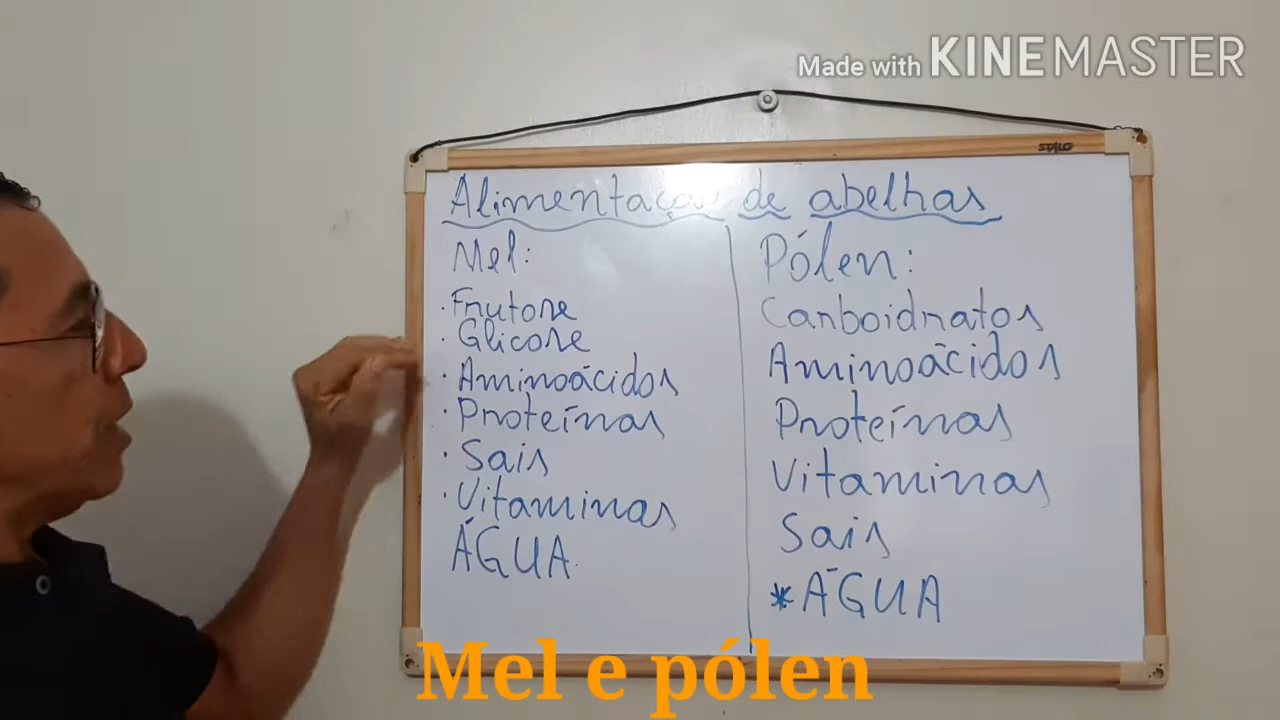 Made with KINEMASTER
STALO
Alimentação de abelhas
Mel:
· Frutose
· Glicose
· Aminoácidos
· Proteínas
· Sais
· Vitaminas
ÁGUA.
Pólen:
Carboidratos
Aminoácidos
Proteínas
Vitaminas
Sais
* ÁGUA
Mel e pólen